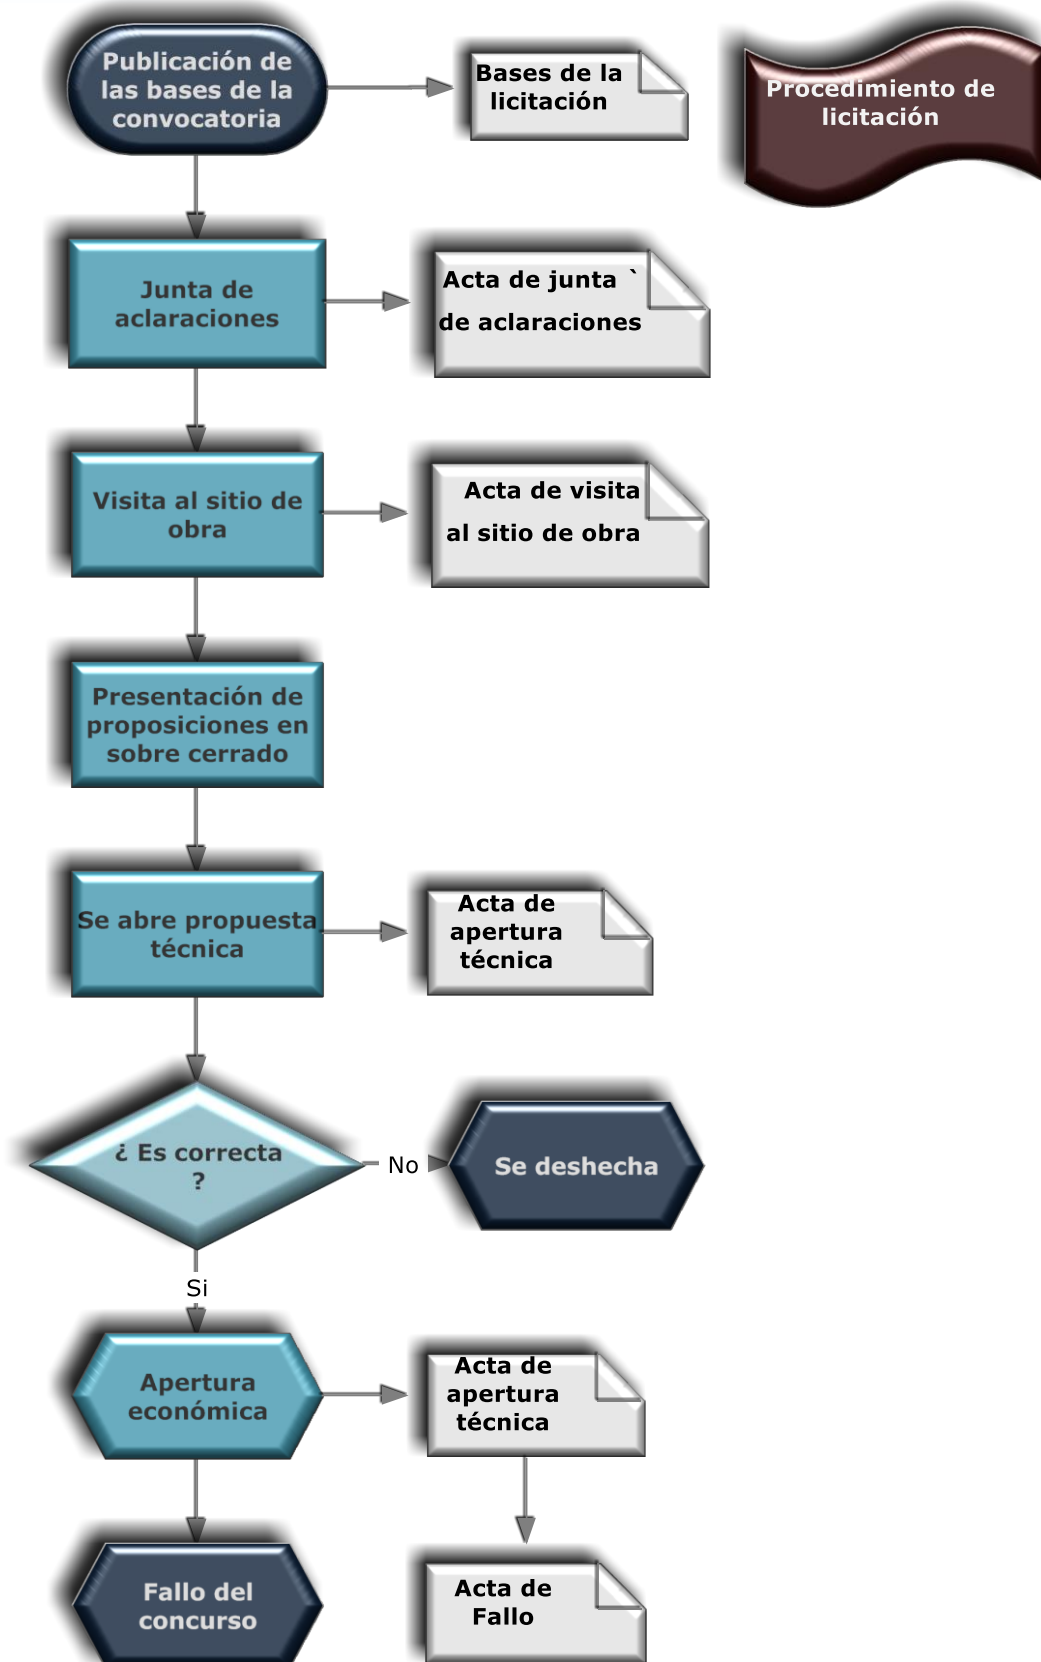 Publicación de
las bases de la
convocatoria
Bases de la
licitación
Procedimiento de
licitación
Junta de
aclaraciones
Acta de junta `
de aclaraciones
Visita al sitio de
obra
Acta de visita
al sitio de obra
Presentación de
proposiciones en
sobre cerrado
Se abre propuesta
técnica
Acta de
apertura
técnica
¿ Es correcta
?
No
Se deshecha
Si
Apertura
económica
Acta de
apertura
técnica
Fallo del
concurso
Acta de
Fallo